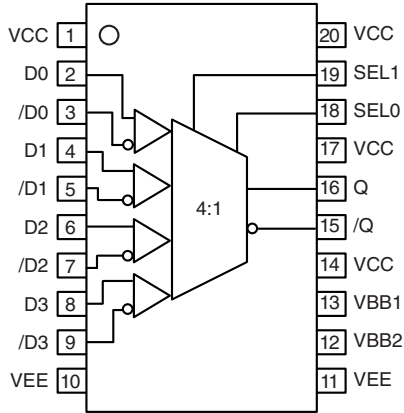 VCC 1 20 VCC
D0 2 19 SEL1
/D0 3 18 SEL0
D1 4 17 VCC
/D1 5 4:1 16 Q
D2 6 15 /Q
/D2 7 14 VCC
D3 8 13 VBB1
/D3 9 12 VBB2
VEE 10 11 VEE